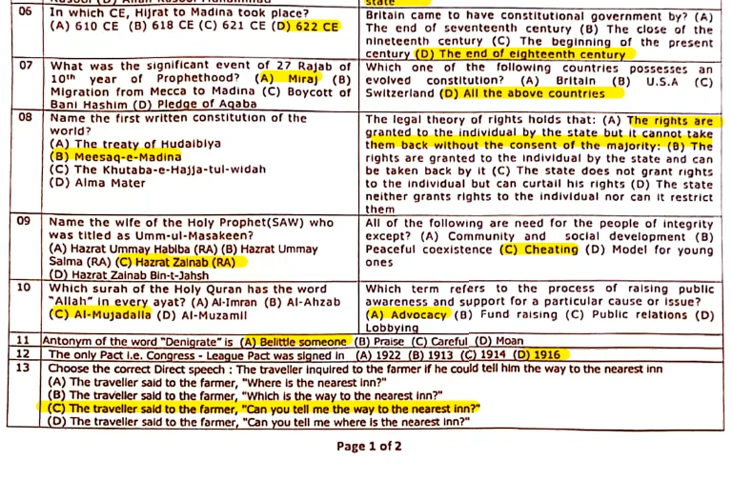 state
06 In which CE, Hijrat to Madina took place?
(A) 610 CE (B) 618 CE (C) 621 CE (D) 622 CE
Britain came to have constitutional government by? (A)
The end of seventeenth century (B) The close of the
nineteenth century (C) The beginning of the present
century (D) The end of eighteenth century
07 What was the significant event of 27 Rajab of
10th year of Prophethood? (A) Miraj (B)
Migration from Mecca to Madina (C) Boycott of
Bani Hashim (D) Pledge of Aqaba
Which one of the following countries possesses an
evolved constitution? (A) Britain (B) U.S.A (C)
Switzerland (D) All the above countries
08 Name the first written constitution of the
world?
(A) The treaty of Hudaibiya
(B) Meesaq-e-Madina
(C) The Khutaba-e-Hajja-tul-widah
(D) Alma Mater
The legal theory of rights holds that: (A) The rights are
granted to the individual by the state but it cannot take
them back without the consent of the majority: (B) The
rights are granted to the individual by the state and can
be taken back by it (C) The state does not grant rights
to the individual but can curtail his rights (D) The state
neither grants rights to the individual nor can it restrict
them
09 Name the wife of the Holy Prophet(SAW) who
was titled as Umm-ul-Masakeen?
(A) Hazrat Ummay Habiba (RA) (B) Hazrat Ummay
Salma (RA) (C) Hazrat Zainab (RA)
(D) Hazrat Zainab Bin-t-Jahsh
All of the following are need for the people of integrity
except? (A) Community and social development (B)
Peaceful coexistence (C) Cheating (D) Model for young
ones
10 Which surah of the Holy Quran has the word
"Allah" in every ayat? (A) Al-Imran (B) Al-Ahzab
(C) Al-Mujadalla (D) Al-Muzamil
Which term refers to the process of raising public
awareness and support for a particular cause or issue?
(A) Advocacy (B) Fund raising (C) Public relations (D)
Lobbying
11 Antonym of the word "Denigrate" is (A) Belittle someone (B) Praise (C) Careful (D) Moan
12 The only Pact i.e. Congress - League Pact was signed in (A) 1922 (B) 1913 (C) 1914 (D) 1916
13 Choose the correct Direct speech : The traveller inquired to the farmer if he could tell him the way to the nearest inn
(A) The traveller said to the farmer, "Where is the nearest inn?"
(B) The traveller said to the farmer, "Which is the way to the nearest inn?"
(C) The traveller said to the farmer, "Can you tell me the way to the nearest inn?"
(D) The traveller said to the farmer, "Can you tell me where is the nearest inn?"
Page 1 of 2